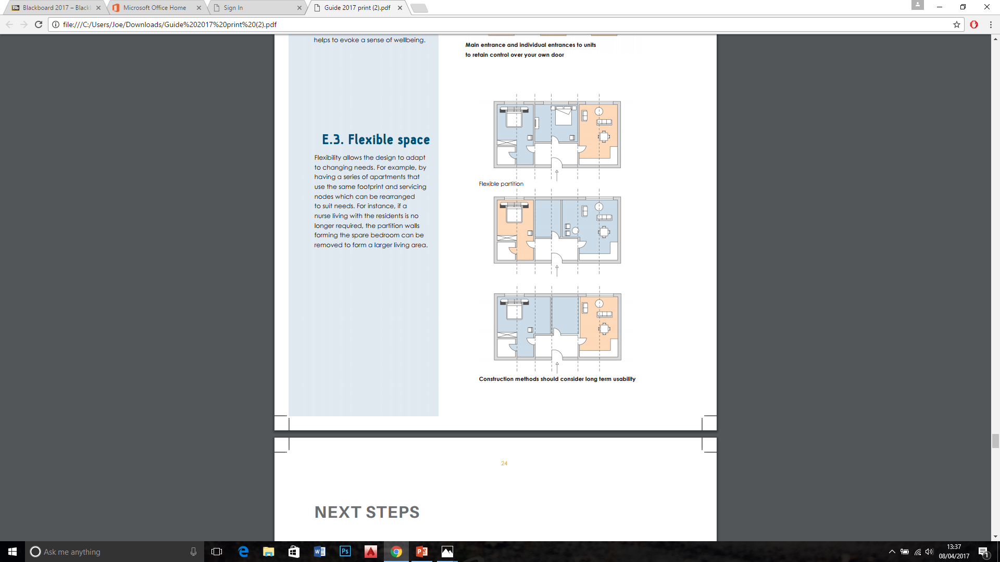 Blackboard 2017 – Blackb
Microsoft Office Home
Sign In
Guide 2017 print (2).pdf
file:///C:/Users/Joe/Downloads/Guide%202017%20print%20(2).pdf
helps to evoke a sense of wellbeing.
Main entrance and individual entrances to units
to retain control over your own door
E.3. Flexible space
Flexibility allows the design to adapt
to changing needs. For example, by
having a series of apartments that
use the same footprint and servicing
nodes which can be rearranged
to suit needs. For instance, if a
nurse living with the residents is no
longer required, the partition walls
forming the spare bedroom can be
removed to form a larger living area.
Flexible partition
Construction methods should consider long term usability
24
NEXT STEPS
Ask me anything
13:37
08/04/2017
1